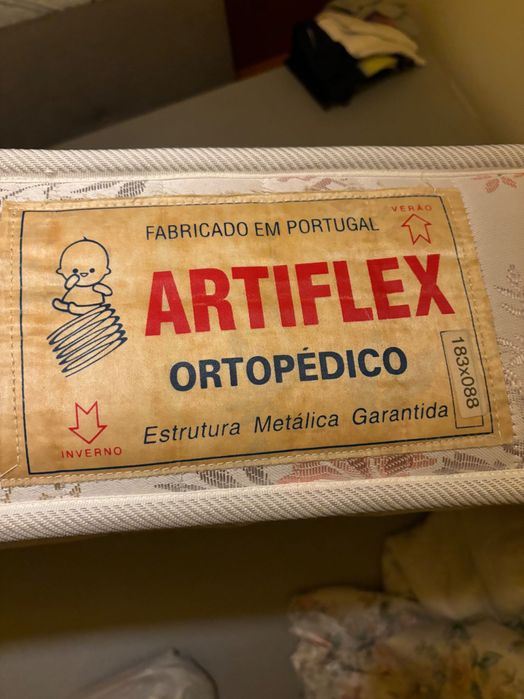 FABRICADO EM PORTUGAL
VERÃO
ARTIFLEX
ORTOPÉDICO
183x088
Estrutura Metálica Garantida
INVERNO